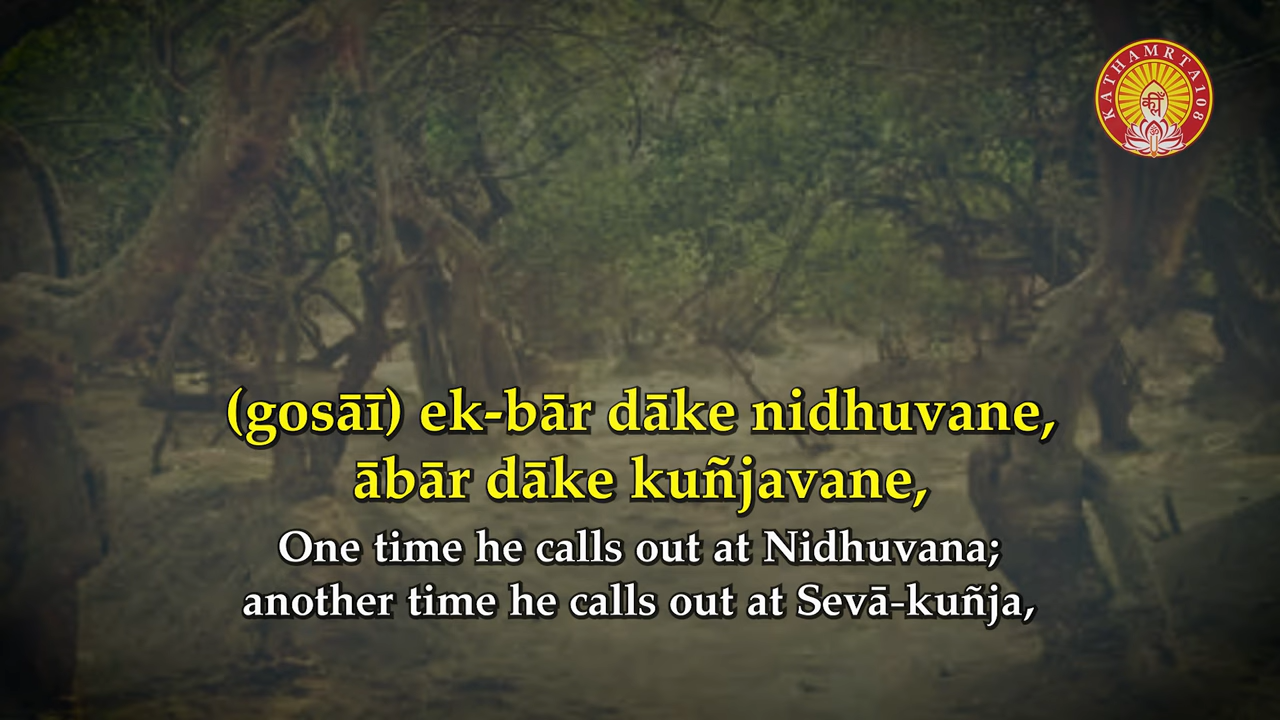 KATHAMRTA108
(gosāī) ek-bār dāke nidhuvane,
ābār dāke kuñjavane,
One time he calls out at Nidhuvana;
another time he calls out at Sevā-kuñja,